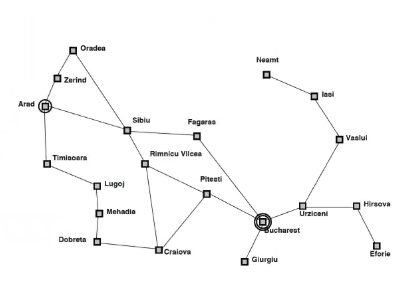 Oradea
Neamt
Zerind
Iasi
Arad
Sibiu
Fagaras
Vaslui
Timisoara
Rimnicu Vilcea
Lugoj
Pitesti
Hirsova
Mehadia
Urziceni
Bucharest
Dobreta
Craiova
Eforie
Giurgiu